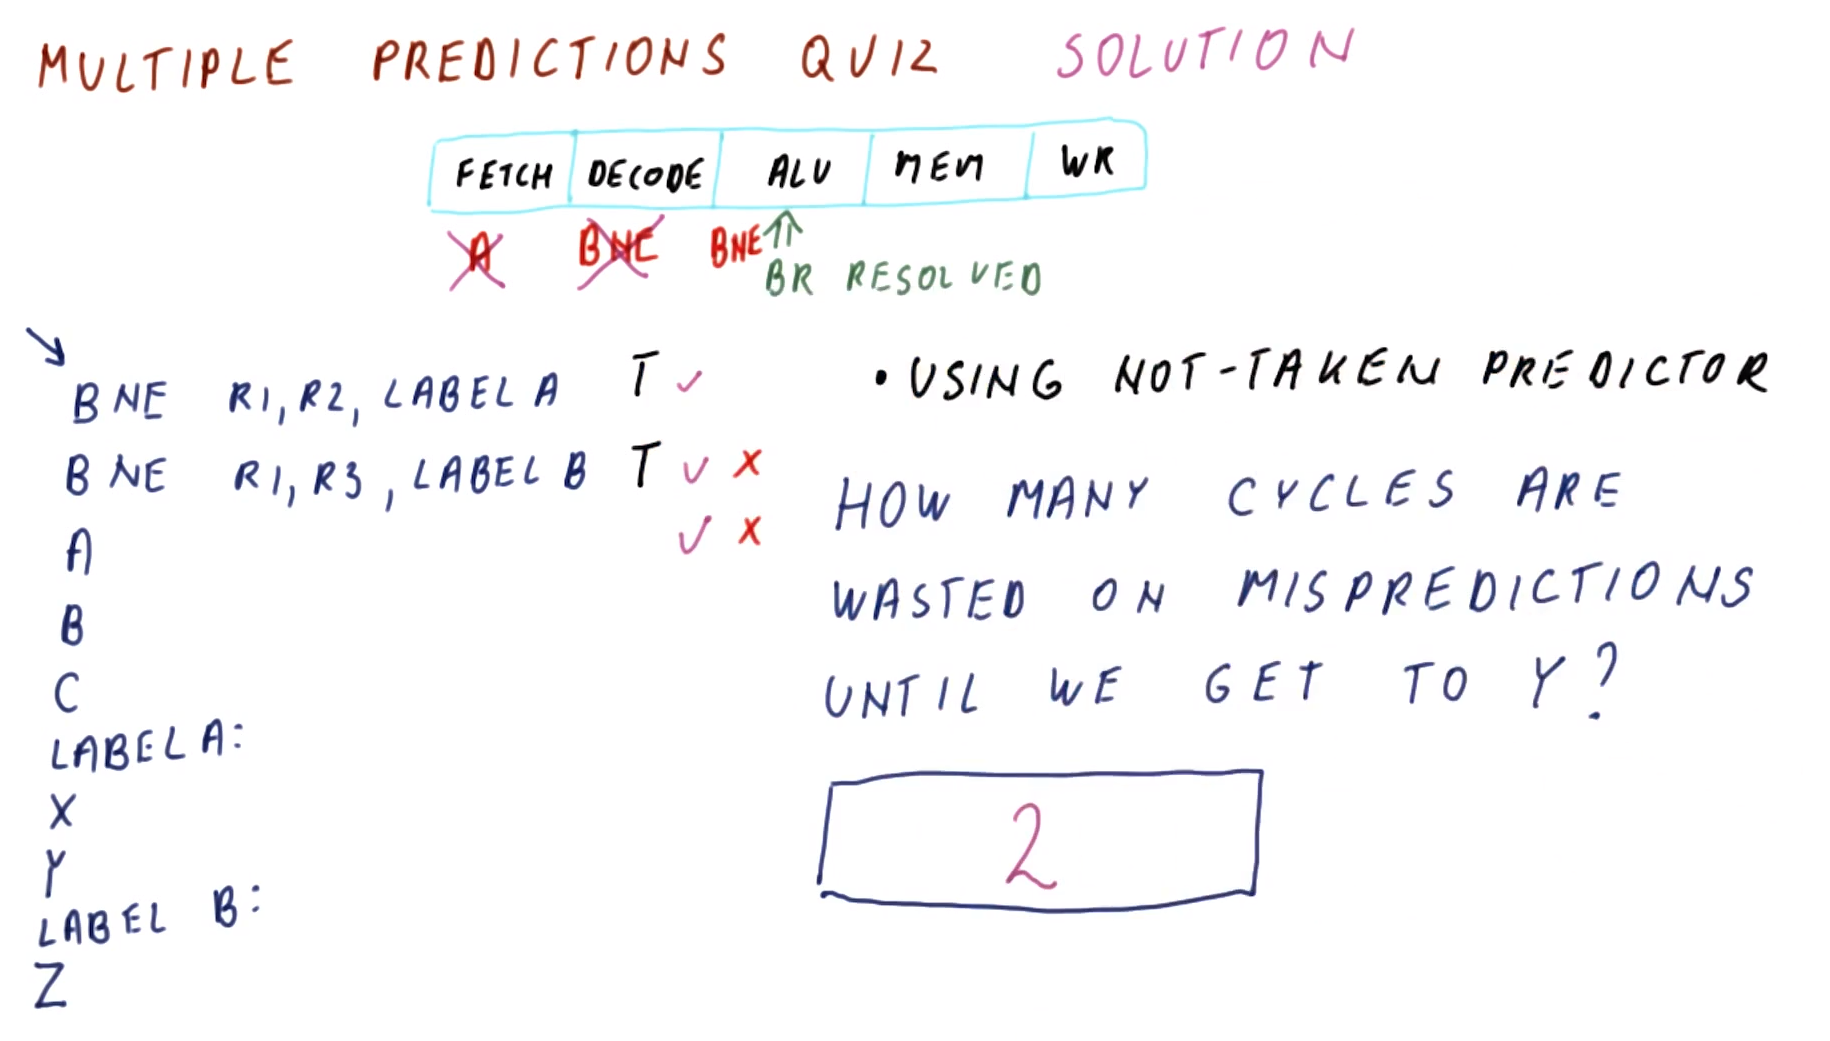 MULTIPLE PREDICTIONS QUIZ SOLUTION
FETCH DECODE ALU MEM WR
A BNE BNE
BR RESOLVED
BNE R1, R2, LABEL A T ✓
BNE R1, R3, LABEL B T ✓ X
A ✓ X
B
C
LABEL A:
X
Y
LABEL B:
Z
• USING NOT-TAKEN PREDICTOR
HOW MANY CYCLES ARE
WASTED ON MISPREDICTIONS
UNTIL WE GET TO Y?
2